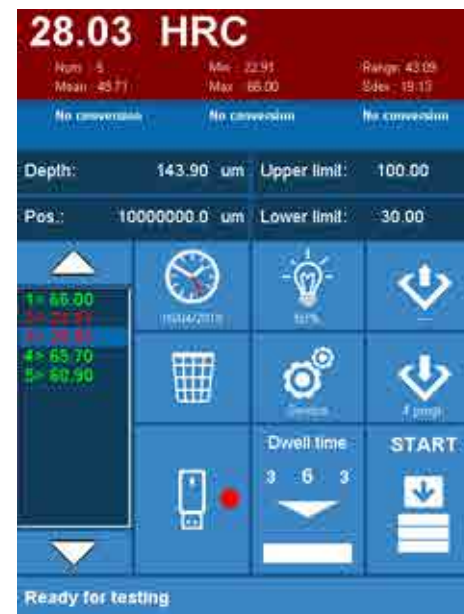 28.03 HRC
Num 5 Min 22.91 Range: 43.09
Max 66.00 Sdev 19.13
No conversion No conversion No conversion
Depth: 143.90 um Upper limit: 100.00
Pos.: 10000000.0 um Lower limit: 30.00
1> 66.00
4> 65.70
5> 60.90
Device
Dwell time START
3 6 3
Ready for testing